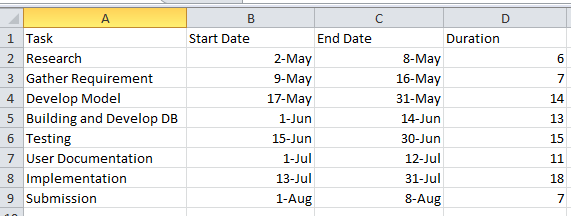 A B C D
1 Task Start Date End Date Duration
2 Research 2-May 8-May 6
3 Gather Requirement 9-May 16-May 7
4 Develop Model 17-May 31-May 14
5 Building and Develop DB 1-Jun 14-Jun 13
6 Testing 15-Jun 30-Jun 15
7 User Documentation 1-Jul 12-Jul 11
8 Implementation 13-Jul 31-Jul 18
9 Submission 1-Aug 8-Aug 7